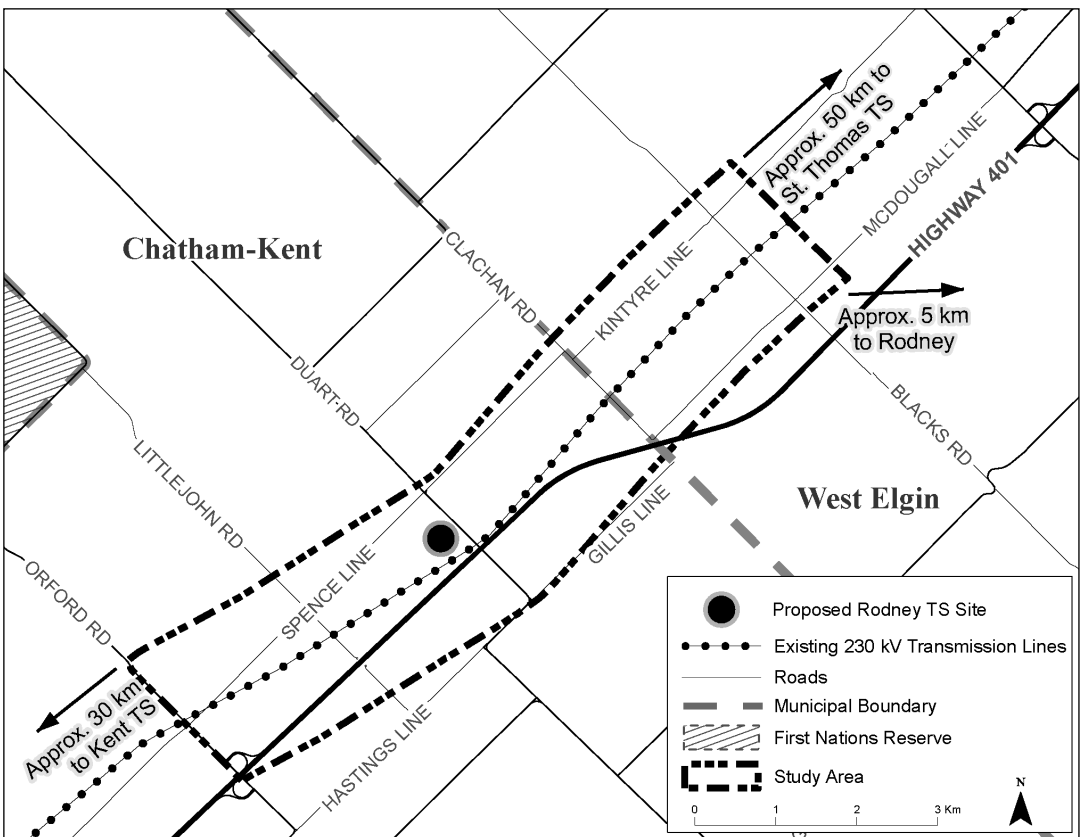 Approx. 50 km to
St. Thomas TS
MCDOUGALL LINE
HIGHWAY 401
Chatham-Kent
CLACHAN RD
KINTYRE LINE
Approx. 5 km
to Rodney
DUART RD
BLACKS RD
LITTLEJOHN RD
West Elgin
GILLIS LINE
ORFORD RD
SPENCE LINE
Approx. 30 km
to Kent TS
HASTINGS LINE
Proposed Rodney TS Site
Existing 230 kV Transmission Lines
Roads
Municipal Boundary
First Nations Reserve
Study Area
N
0 1 2 3 Km